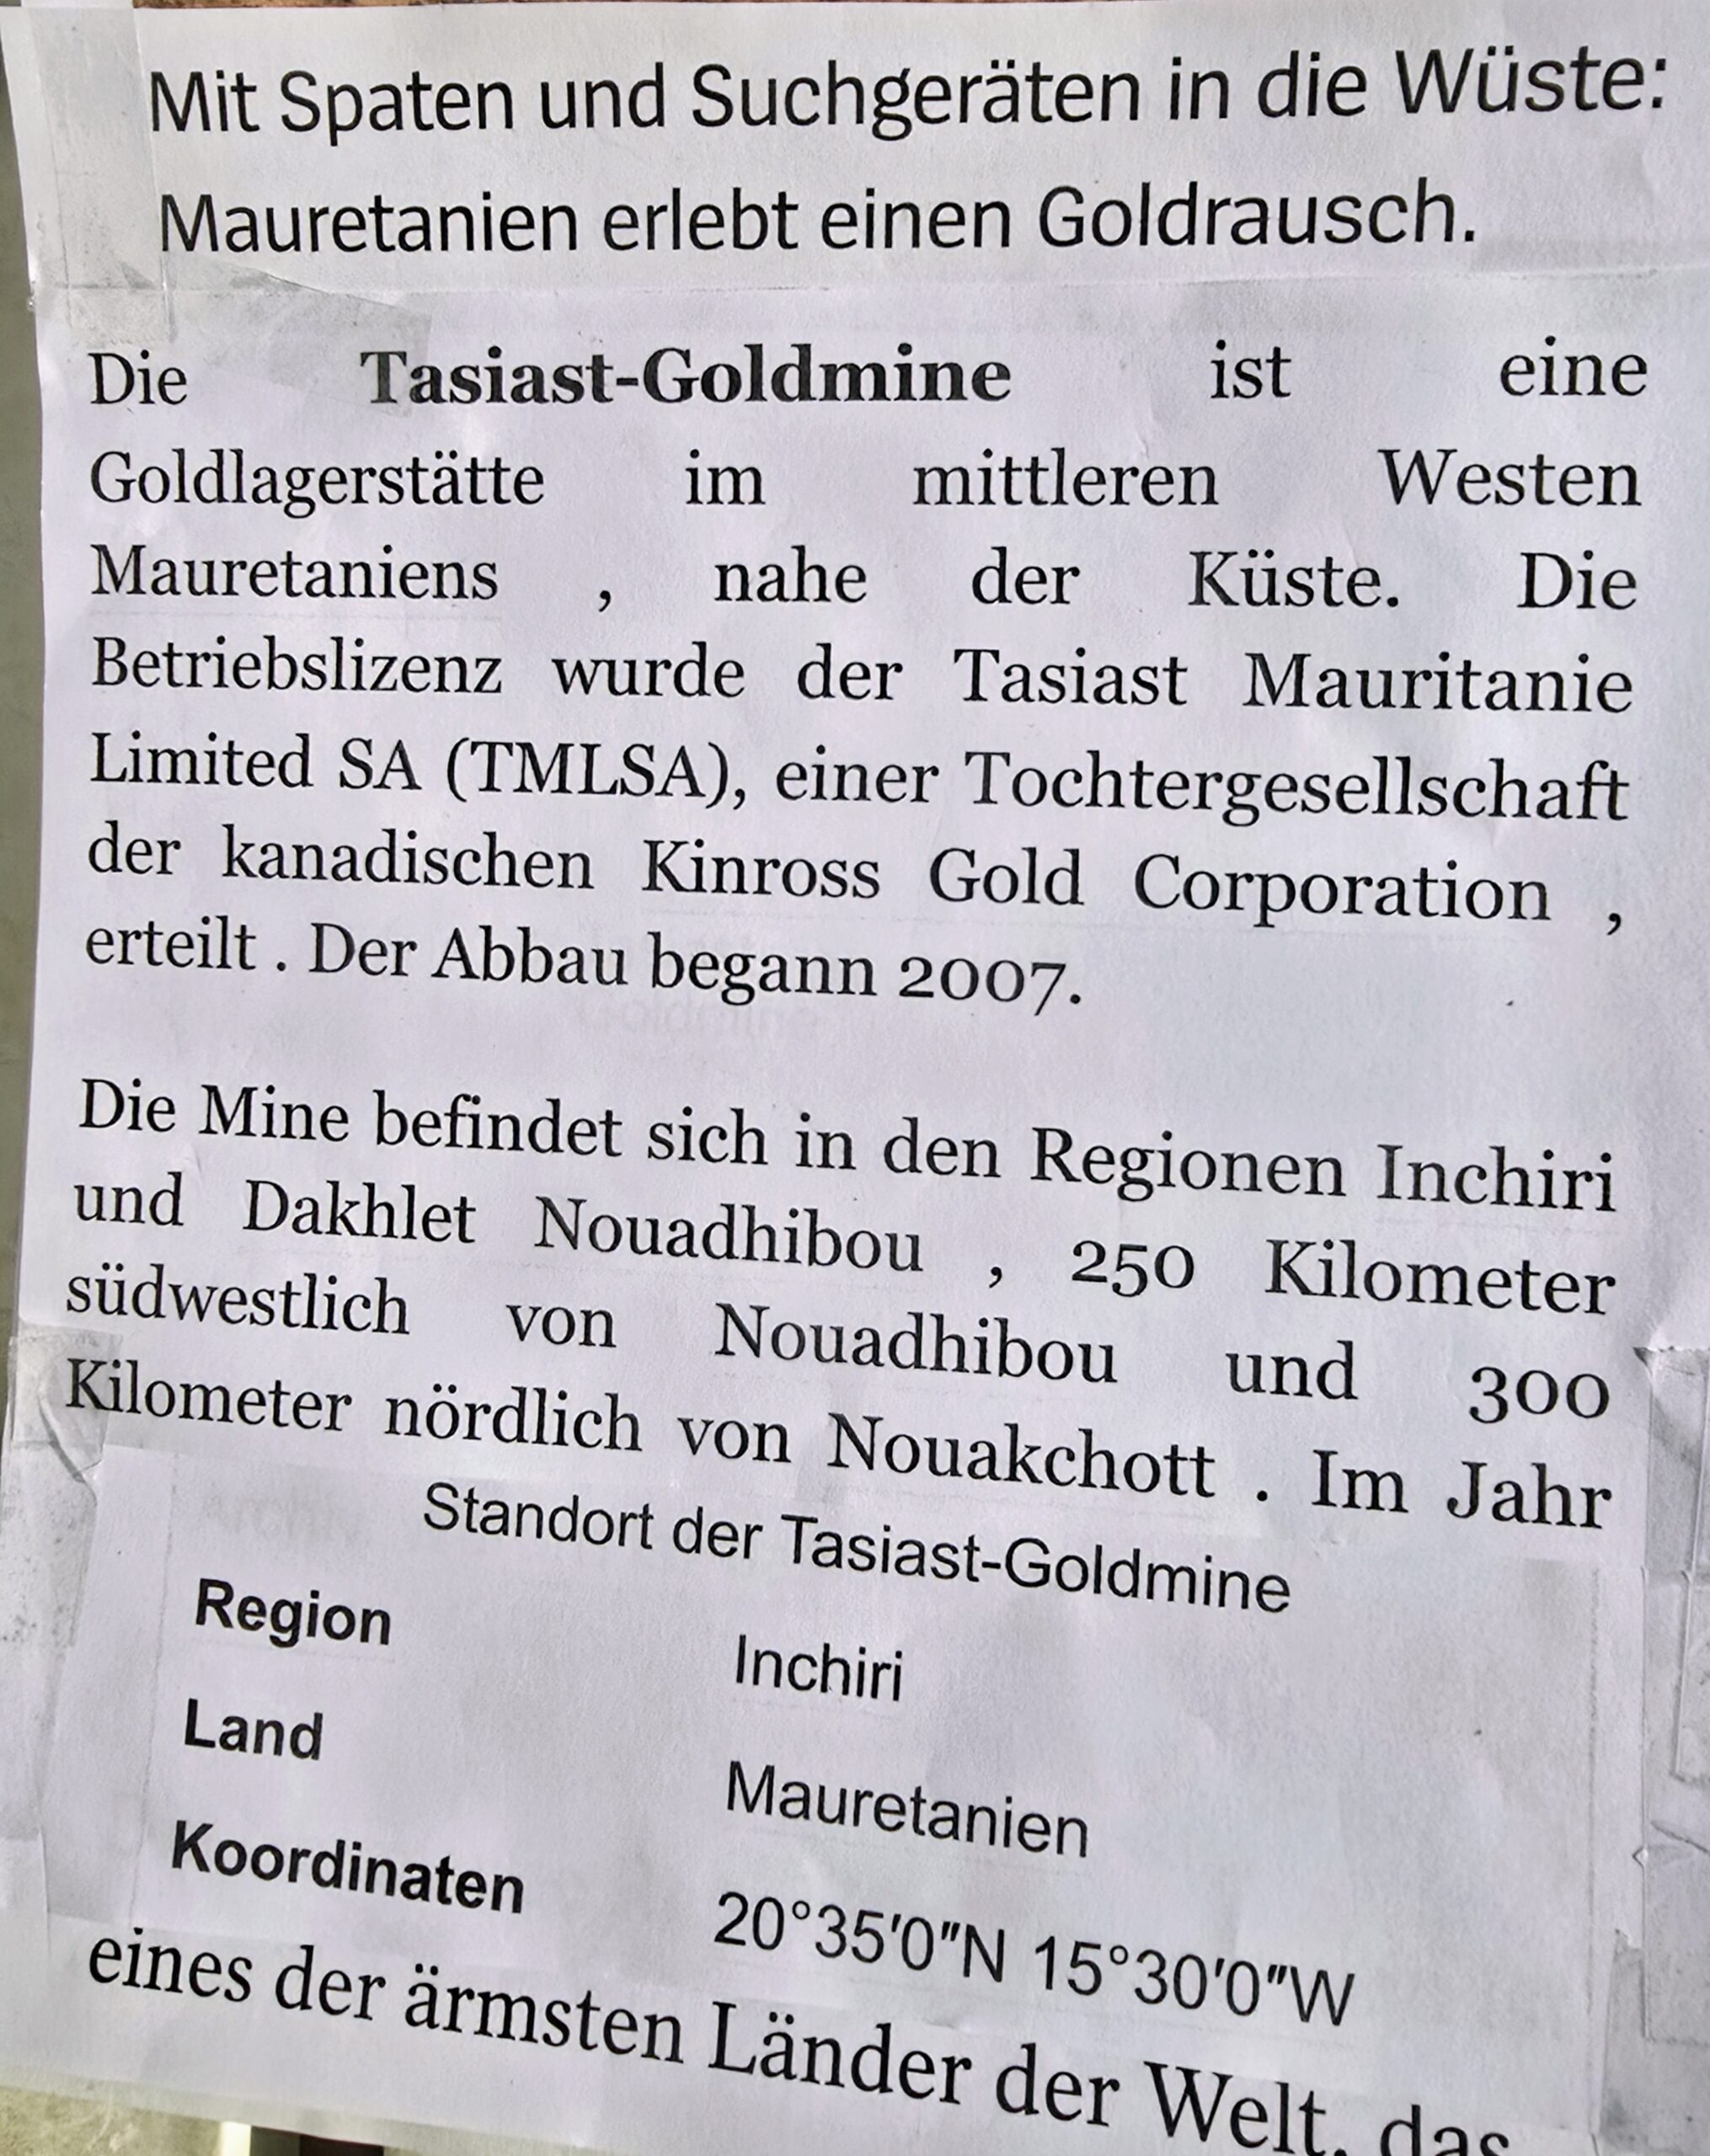 Mit Spaten und Suchgeräten in die Wüste:
Mauretanien erlebt einen Goldrausch.
Die Tasiast-Goldmine ist eine
Goldlagerstätte im mittleren Westen
Mauretaniens , nahe der Küste. Die
Betriebslizenz wurde der Tasiast Mauritanie
Limited SA (TMLSA), einer Tochtergesellschaft
der kanadischen Kinross Gold Corporation ,
erteilt . Der Abbau begann 2007.
Die Mine befindet sich in den Regionen Inchiri
und Dakhlet Nouadhibou , 250 Kilometer
südwestlich von Nouadhibou und 300
Kilometer nördlich von Nouakchott . Im Jahr
Standort der Tasiast-Goldmine
Region Inchiri
Land Mauretanien
Koordinaten 20°35′0″N 15°30′0″W
eines der ärmsten Länder der Welt, das